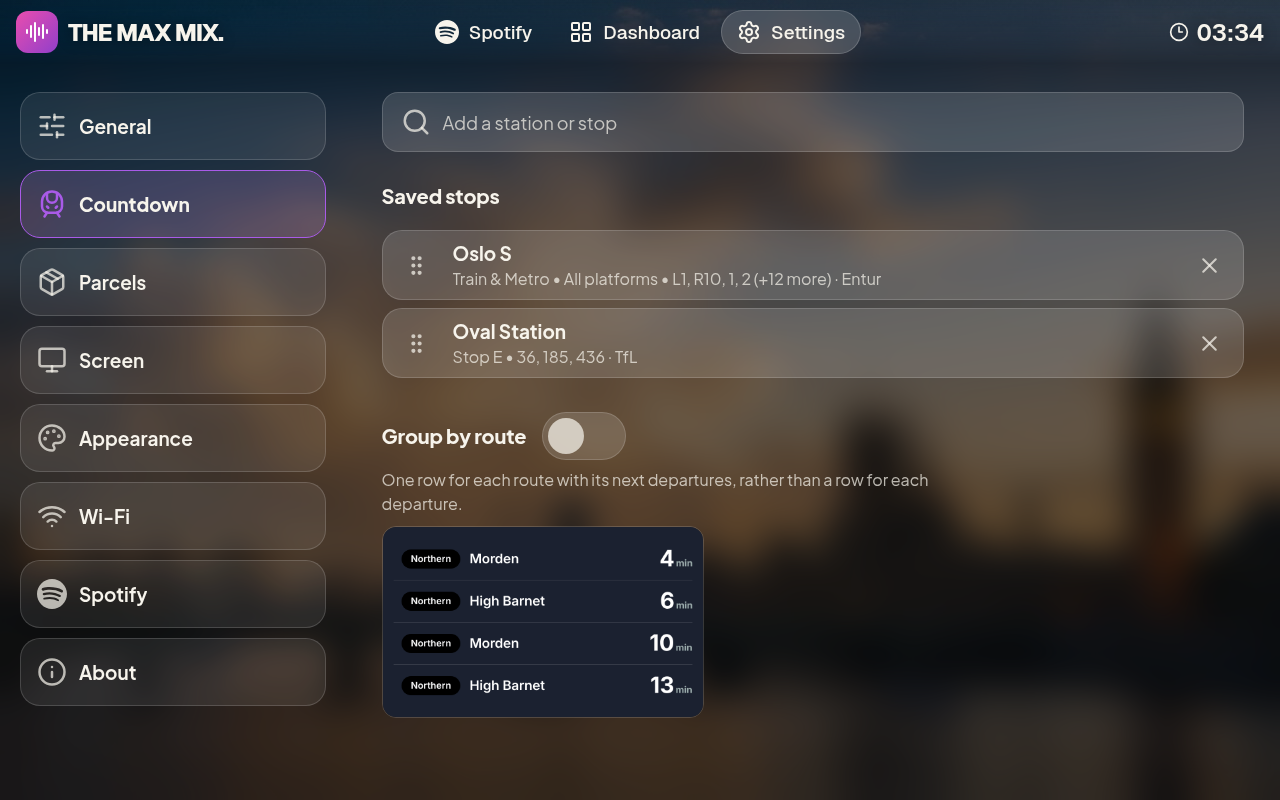 THE MAX MIX.
Spotify
Dashboard
Settings
03:34
General
Countdown
Parcels
Screen
Appearance
Wi-Fi
Spotify
About
Add a station or stop
Saved stops
Oslo S
Train & Metro • All platforms • L1, R10, 1, 2 (+12 more) · Entur
Oval Station
Stop E • 36, 185, 436 · TfL
Group by route
One row for each route with its next departures, rather than a row for each
departure.
Northern Morden 4 min
Northern High Barnet 6 min
Northern Morden 10 min
Northern High Barnet 13 min